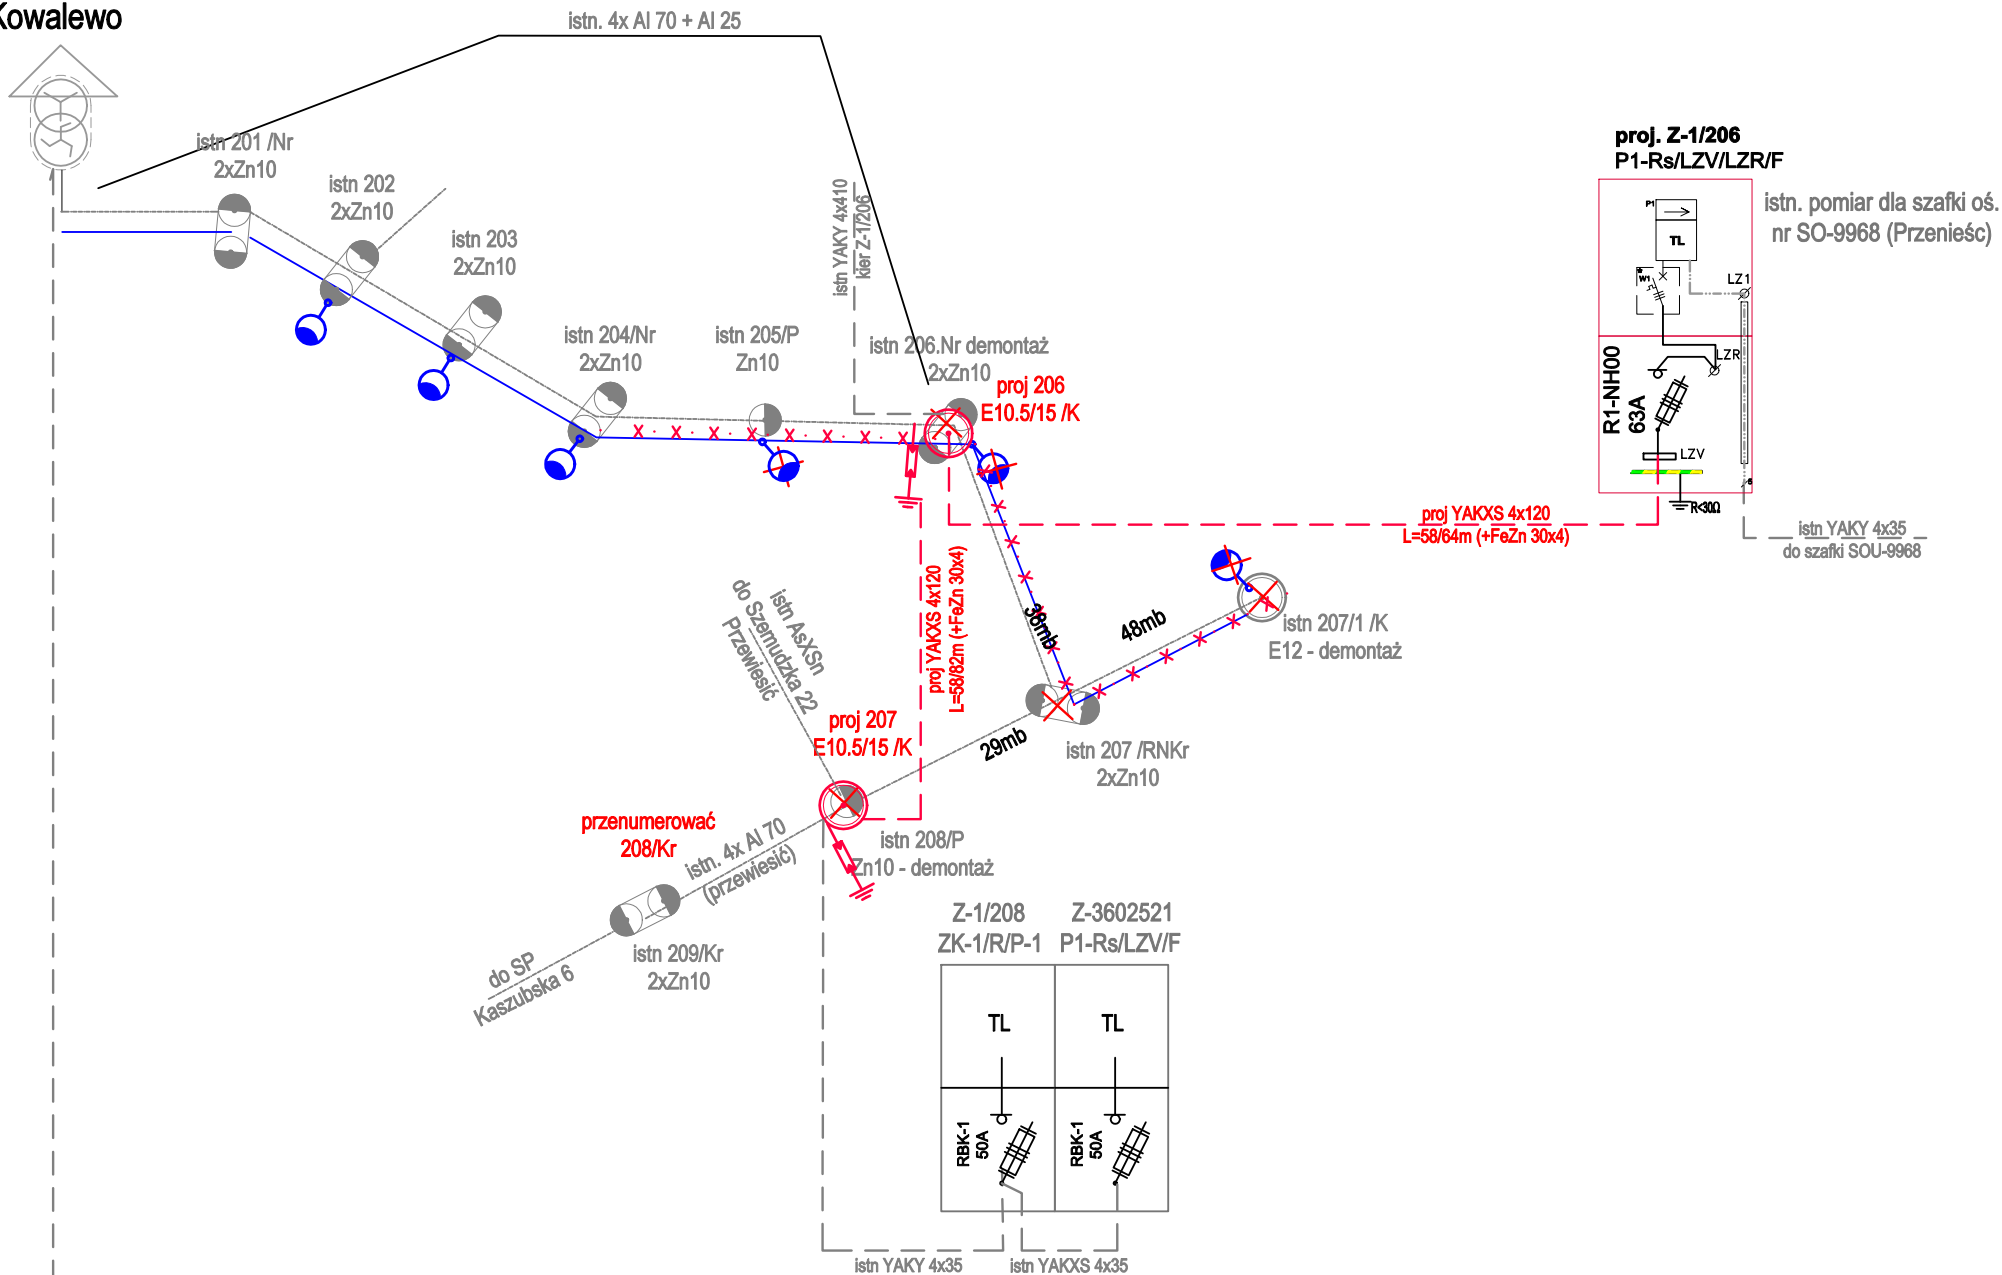 Kowalewo
istn. 4x Al 70 + Al 25
istn 201 /Nr
2xZn10
istn 202
2xZn10
istn 203
2xZn10
istn 204/Nr
2xZn10
istn 205/P
Zn10
istn YAKY 4x410
kier Z-1/206
istn 206.Nr demontaż
2xZn10
proj 206
E10.5/15 /K
proj. Z-1/206
P1-Rs/LZV/LZR/F
istn. pomiar dla szafki oś.
nr SO-9968 (Przenieśc)
P1
TL
W1
LZ1
LZR
R1-NH00
63A
LZV
R<30Ω
proj YAKXS 4x120
L=58/64m (+FeZn 30x4)
istn YAKY 4x35
do szafki SOU-9968
proj YAKXS 4x120
L=58/82m (+FeZn 30x4)
istn AsXSn
do Szemudzka 22
Przewiesić
38mb
48mb
istn 207/1 /K
E12 - demontaż
proj 207
E10.5/15 /K
29mb
istn 207 /RNKr
2xZn10
przenumerować
208/Kr
istn. 4x Al 70
(przewiesić)
istn 208/P
Zn10 - demontaż
istn 209/Kr
2xZn10
do SP
Kaszubska 6
Z-1/208
ZK-1/R/P-1
Z-3602521
P1-Rs/LZV/F
TL
TL
RBK-1
50A
RBK-1
50A
istn YAKY 4x35
istn YAKXS 4x35